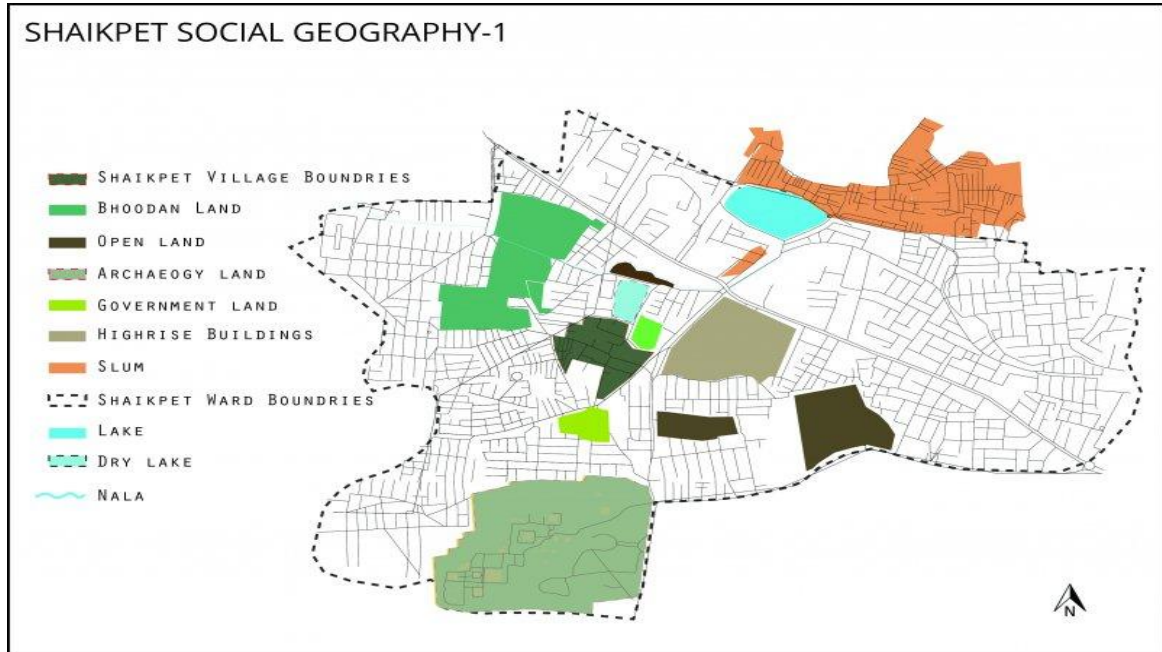 SHAIKPET SOCIAL GEOGRAPHY-1
SHAIKPET VILLAGE BOUNDRIES
BHOODAN LAND
OPEN LAND
ARCHAEOGY LAND
GOVERNMENT LAND
HIGHRISE BUILDINGS
SLUM
SHAIKPET WARD BOUNDRIES
LAKE
DRY LAKE
NALA
N